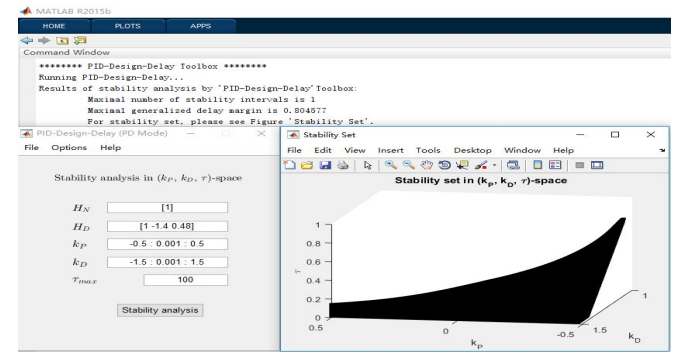 MATLAB R2015b
HOME PLOTS APPS
Command Window
******** PID-Design-Delay Toolbox ********
Running PID-Design-Delay...
Results of stability analysis by 'PID-Design-Delay'Toolbox:
Maximal number of stability intervals is 1
Maximal generalized delay margin is 0.804577
For stability set, please see Figure 'Stability Set'.
PID-Design-Delay (PD Mode)
File Options Help
Stability analysis in (kP, kD, τ)-space
HN [1]
HD [1 -1.4 0.48]
kP -0.5 : 0.001 : 0.5
kD -1.5 : 0.001 : 1.5
τmax 100
Stability analysis
Stability Set
File Edit View Insert Tools Desktop Window Help
Stability set in (kP, kD, τ)-space
1
0.8
0.6
0.4
0.2
0
τ
0.5
0
-0.5
kP
1.5
1
kD